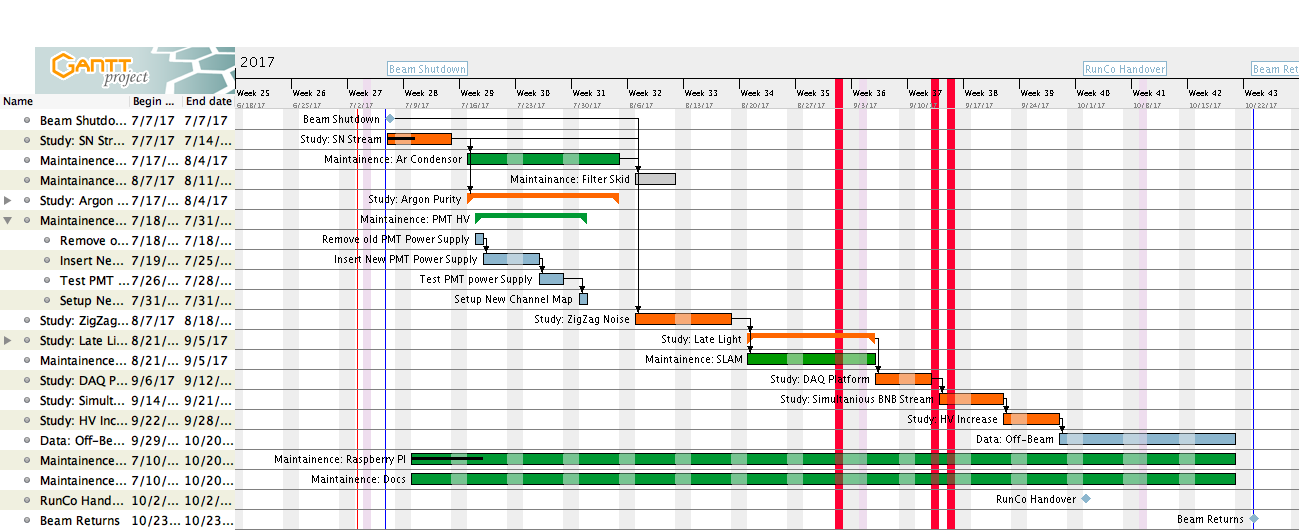 GANTT
project
2017
Beam Shutdown
RunCo Handover
Beam Ret
Name Begin ... End date
Week 25 Week 26 Week 27 Week 28 Week 29 Week 30 Week 31 Week 32 Week 33 Week 34 Week 35 Week 36 Week 37 Week 38 Week 39 Week 40 Week 41 Week 42 Week 43
6/18/17 6/25/17 7/2/17 7/9/17 7/16/17 7/23/17 7/30/17 8/6/17 8/13/17 8/20/17 8/27/17 9/3/17 9/10/17 9/17/17 9/24/17 10/1/17 10/8/17 10/15/17 10/22/17
Beam Shutdo... 7/7/17 7/7/17 Beam Shutdown
Study: SN Str... 7/7/17 7/14/... Study: SN Stream
Maintainence... 7/17/... 8/4/17 Maintainence: Ar Condensor
Maintainance... 8/7/17 8/11/... Maintainance: Filter Skid
Study: Argon ... 7/17/... 8/4/17 Study: Argon Purity
Maintainence... 7/18/... 7/31/... Maintainence: PMT HV
Remove o... 7/18/... 7/18/... Remove old PMT Power Supply
Insert Ne... 7/19/... 7/25/... Insert New PMT Power Supply
Test PMT ... 7/26/... 7/28/... Test PMT power Supply
Setup Ne... 7/31/... 7/31/... Setup New Channel Map
Study: ZigZag... 8/7/17 8/18/... Study: ZigZag Noise
Study: Late Li... 8/21/... 9/5/17 Study: Late Light
Maintainence... 8/21/... 9/5/17 Maintainence: SLAM
Study: DAQ P... 9/6/17 9/12/... Study: DAQ Platform
Study: Simult... 9/14/... 9/21/... Study: Simultanious BNB Stream
Study: HV Inc... 9/22/... 9/28/... Study: HV Increase
Data: Off-Be... 9/29/... 10/20... Data: Off-Beam
Maintainence... 7/10/... 10/20... Maintainence: Raspberry PI
Maintainence... 7/10/... 10/20... Maintainence: Docs
RunCo Hand... 10/2/... 10/2/... RunCo Handover
Beam Returns 10/23... 10/23... Beam Returns